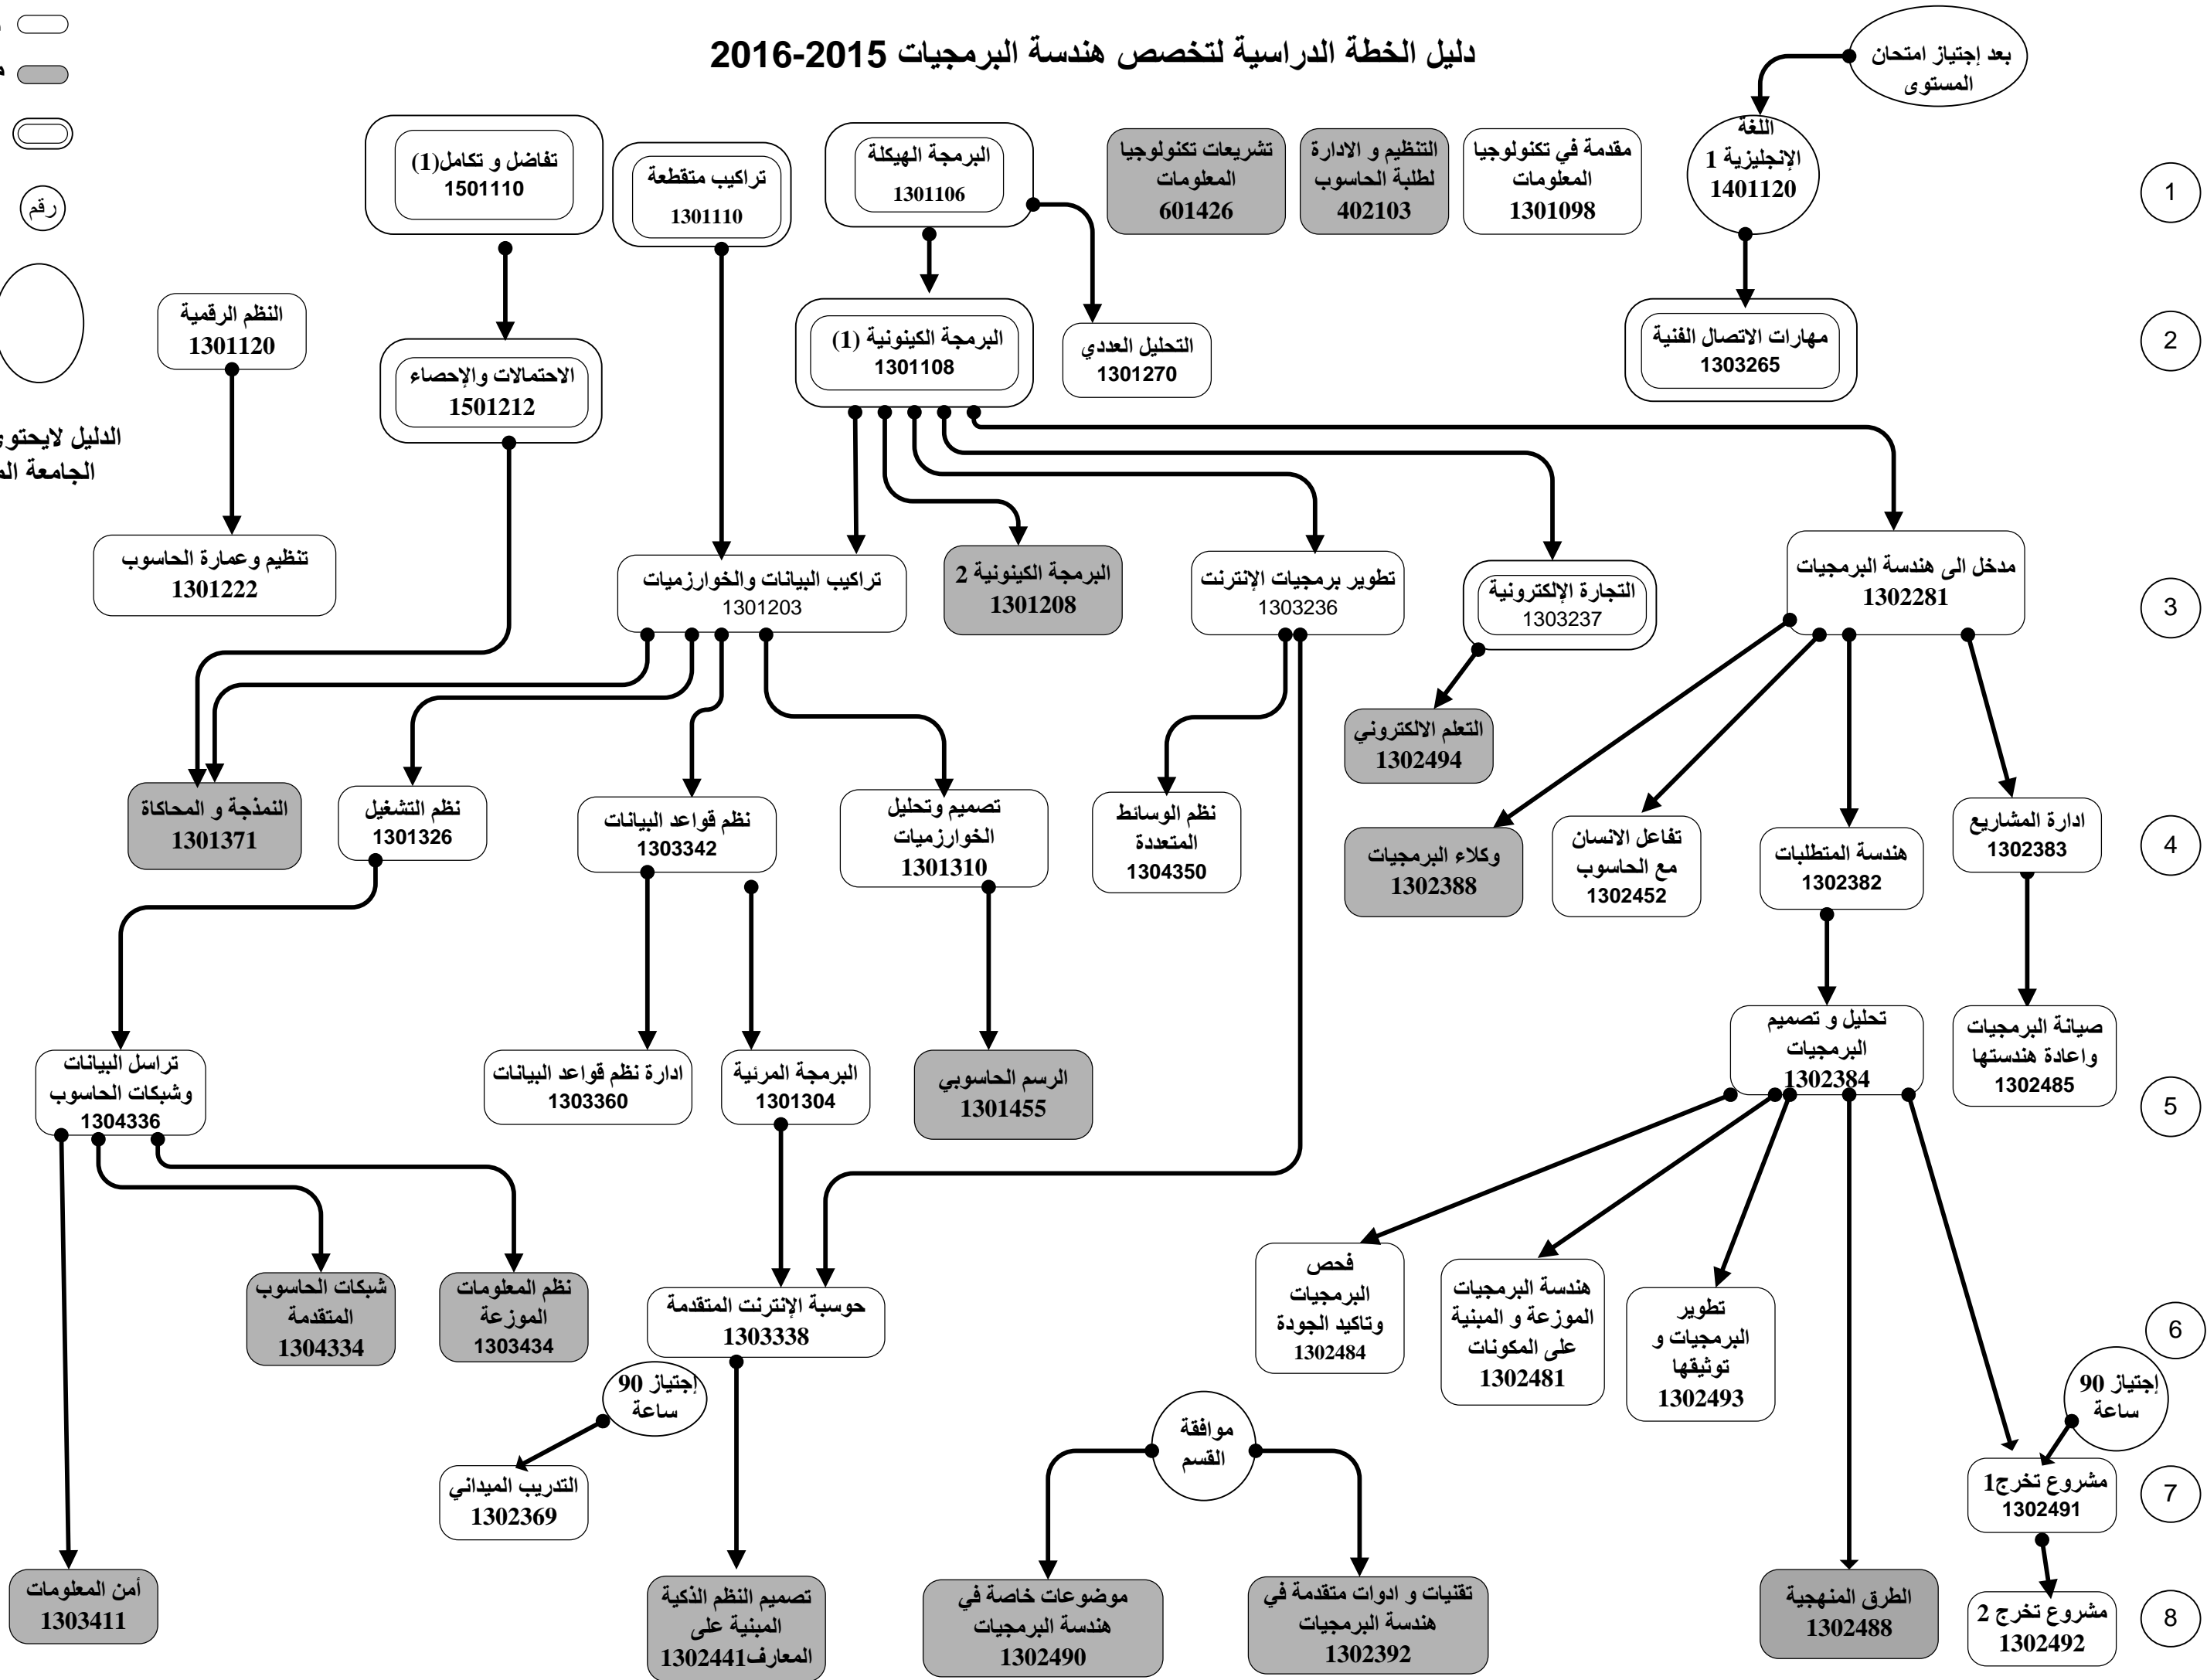 دليل الخطة الدراسية لتخصص هندسة البرمجيات 2015-2016
بعد إجتياز امتحان
المستوى
رقم
الدليل لايحتوي
الجامعة
اللغة
الإنجليزية 1
1401120
مقدمة في تكنولوجيا
المعلومات
1301098
التنظيم و الادارة
لطلبة الحاسوب
402103
تشريعات تكنولوجيا
المعلومات
601426
البرمجة الهيكلة
1301106
تراكيب متقطعة
1301110
تفاضل و تكامل(1)
1501110
1
مهارات الاتصال الفنية
1303265
التحليل العددي
1301270
البرمجة الكينونية (1)
1301108
الاحتمالات والإحصاء
1501212
النظم الرقمية
1301120
2
مدخل الى هندسة البرمجيات
1302281
التجارة الإلكترونية
1303237
تطوير برمجيات الإنترنت
1303236
البرمجة الكينونية 2
1301208
تراكيب البيانات والخوارزميات
1301203
تنظيم وعمارة الحاسوب
1301222
3
التعلم الالكتروني
1302494
ادارة المشاريع
1302383
هندسة المتطلبات
1302382
تفاعل الانسان
مع الحاسوب
1302452
وكلاء البرمجيات
1302388
نظم الوسائط
المتعددة
1304350
تصميم وتحليل
الخوارزميات
1301310
نظم قواعد البيانات
1303342
نظم التشغيل
1301326
النمذجة و المحاكاة
1301371
4
صيانة البرمجيات
واعادة هندستها
1302485
تحليل و تصميم
البرمجيات
1302384
الرسم الحاسوبي
1301455
البرمجة المرئية
1301304
ادارة نظم قواعد البيانات
1303360
تراسل البيانات
وشبكات الحاسوب
1304336
5
تطوير
البرمجيات و
توثيقها
1302493
هندسة البرمجيات
الموزعة و المبنية
على المكونات
1302481
فحص
البرمجيات
وتاكيد الجودة
1302484
حوسبة الإنترنت المتقدمة
1303338
نظم المعلومات
الموزعة
1303434
شبكات الحاسوب
المتقدمة
1304334
6
إجتياز 90
ساعة
إجتياز 90
ساعة
موافقة
القسم
مشروع تخرج1
1302491
التدريب الميداني
1302369
7
مشروع تخرج 2
1302492
الطرق المنهجية
1302488
تقنيات و ادوات متقدمة في
هندسة البرمجيات
1302392
موضوعات خاصة في
هندسة البرمجيات
1302490
تصميم النظم الذكية
المبنية على
المعارف1302441
أمن المعلومات
1303411
8